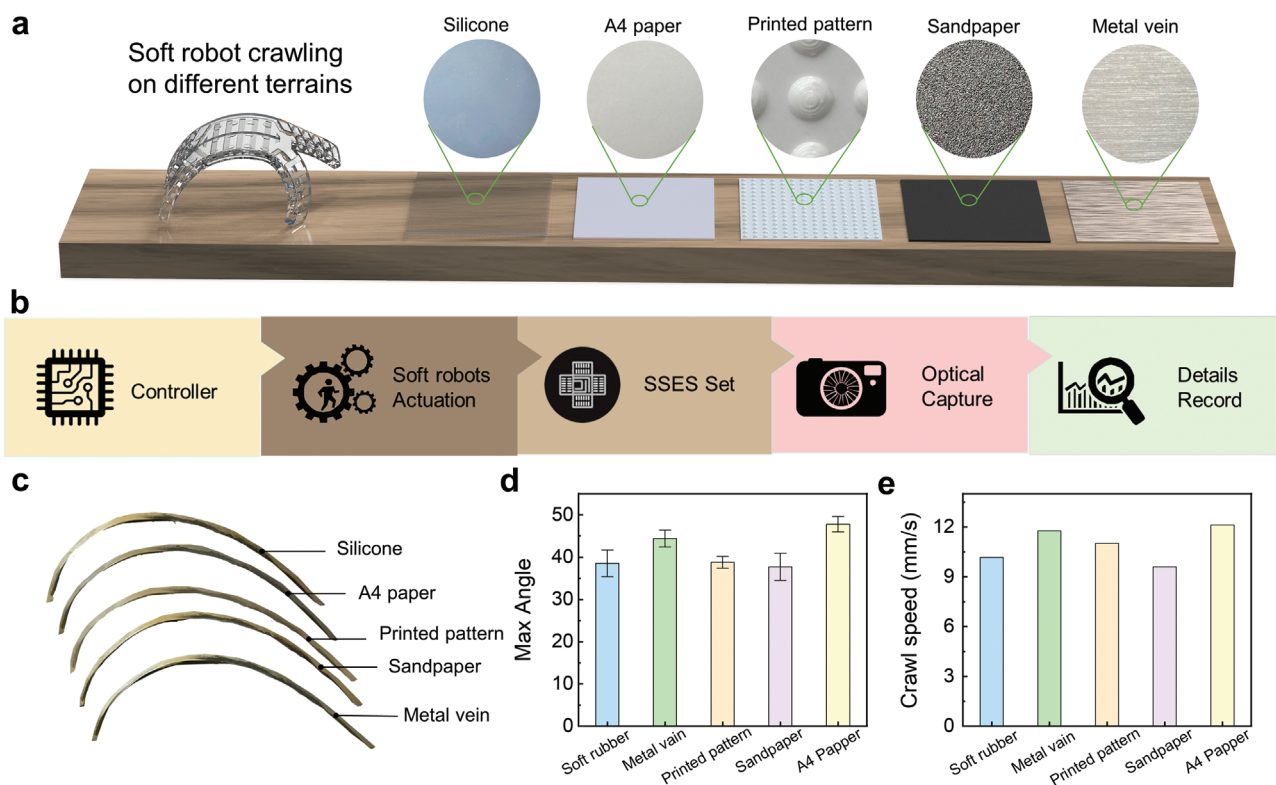 a
Soft robot crawling
on different terrains
Silicone
A4 paper
Printed pattern
Sandpaper
Metal vein
b
Controller
Soft robots
Actuation
SSES Set
Optical
Capture
Details
Record
c
Silicone
A4 paper
Printed pattern
Sandpaper
Metal vein
d
Max Angle
50
40
30
20
10
0
Soft rubber
Metal vain
Printed pattern
Sandpaper
A4 Papper
e
Crawl speed (mm/s)
12
9
6
3
0
Soft rubber
Metal vain
Printed pattern
Sandpaper
A4 Papper